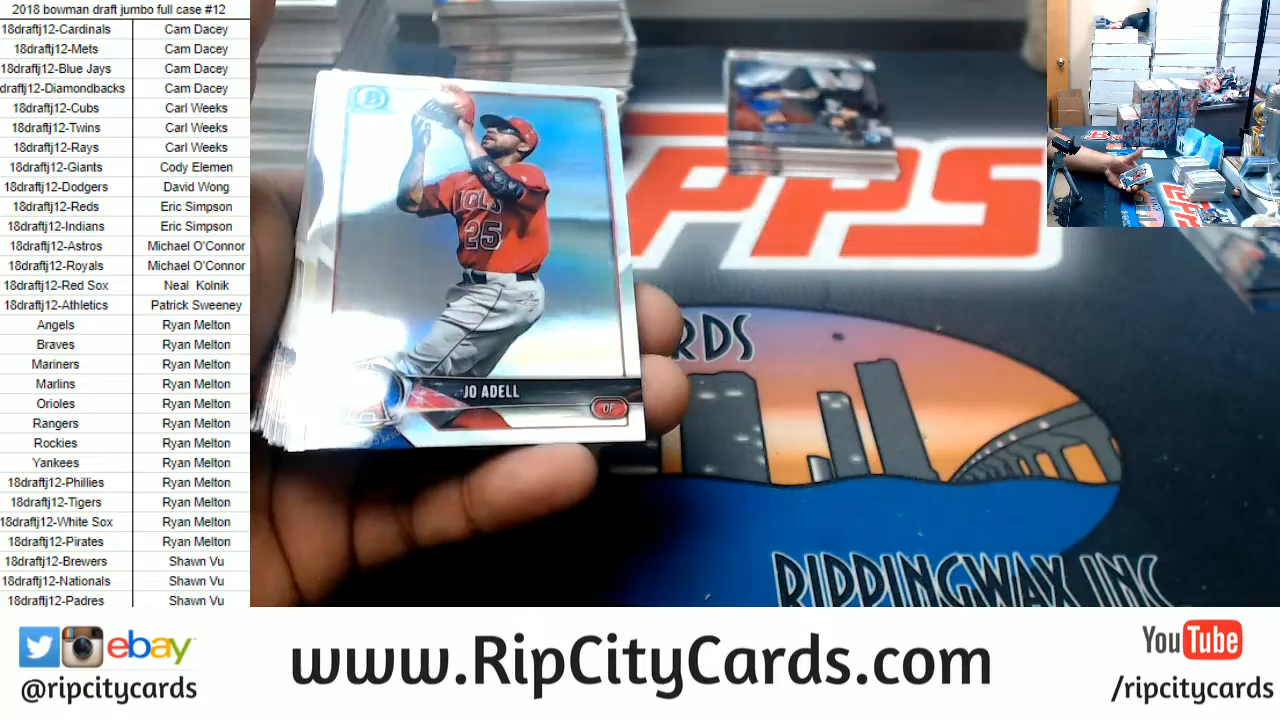 2018 bowman draft jumbo full case #12
18draftj12-Cardinals Cam Dacey
18draftj12-Mets Cam Dacey
18draftj12-Blue Jays Cam Dacey
draftj12-Diamondbacks Cam Dacey
18draftj12-Cubs Carl Weeks
18draftj12-Twins Carl Weeks
18draftj12-Rays Carl Weeks
18draftj12-Giants Cody Elemen
18draftj12-Dodgers David Wong
18draftj12-Reds Eric Simpson
18draftj12-Indians Eric Simpson
18draftj12-Astros Michael O'Connor
18draftj12-Royals Michael O'Connor
18draftj12-Red Sox Neal Kolnik
18draftj12-Athletics Patrick Sweeney
Angels Ryan Melton
Braves Ryan Melton
Mariners Ryan Melton
Marlins Ryan Melton
Orioles Ryan Melton
Rangers Ryan Melton
Rockies Ryan Melton
Yankees Ryan Melton
18draftj12-Phillies Ryan Melton
18draftj12-Tigers Ryan Melton
18draftj12-White Sox Ryan Melton
18draftj12-Pirates Ryan Melton
18draftj12-Brewers Shawn Vu
18draftj12-Nationals Shawn Vu
18draftj12-Padres Shawn Vu
B
25
JO ADELL
OF
PPS
RDS
RIPPINGWAX INC
ebay
@ripcitycards
www.RipCityCards.com
YouTube
/ripcitycards